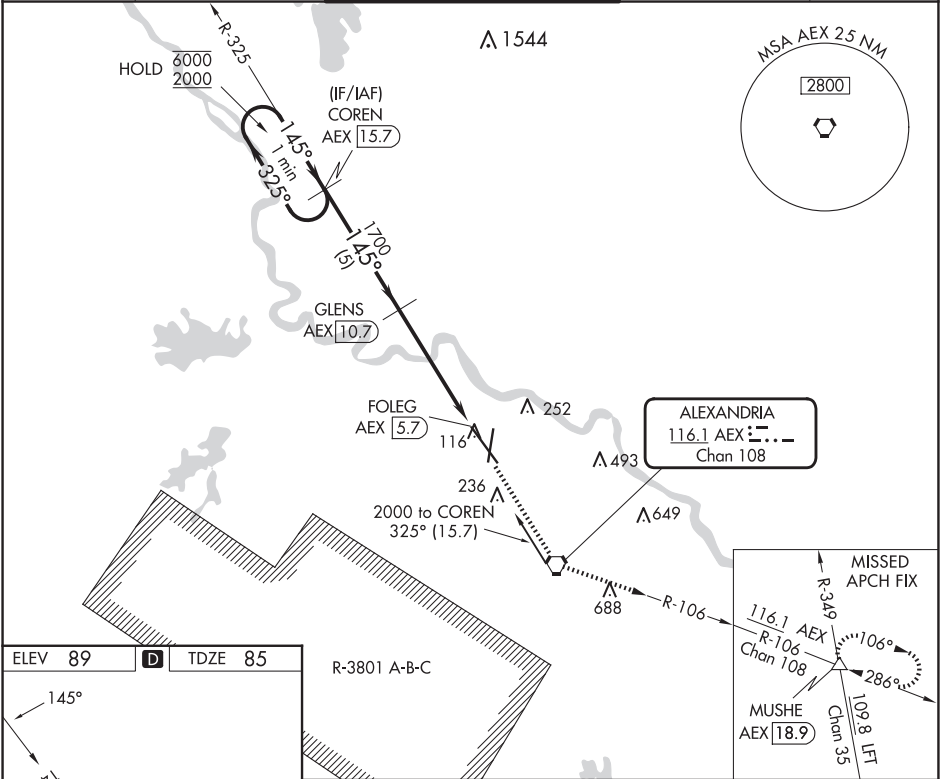 R-325
HOLD 6000
2000
1544
MSA AEX 25 NM
2800
(IF/IAF)
COREN
AEX 15.7
145°
1 min
325°
1700
145°
(5)
GLENS
AEX 10.7
FOLEG
AEX 5.7
116
252
236
493
649
ALEXANDRIA
116.1 AEX
Chan 108
2000 to COREN
325° (15.7)
688
R-106
R-3801 A-B-C
MISSED
APCH FIX
R-349
116.1 AEX
R-106
Chan 108
106°
286°
MUSHE
AEX 18.9
109.8 LFT
Chan 35
ELEV 89 D TDZE 85
145°